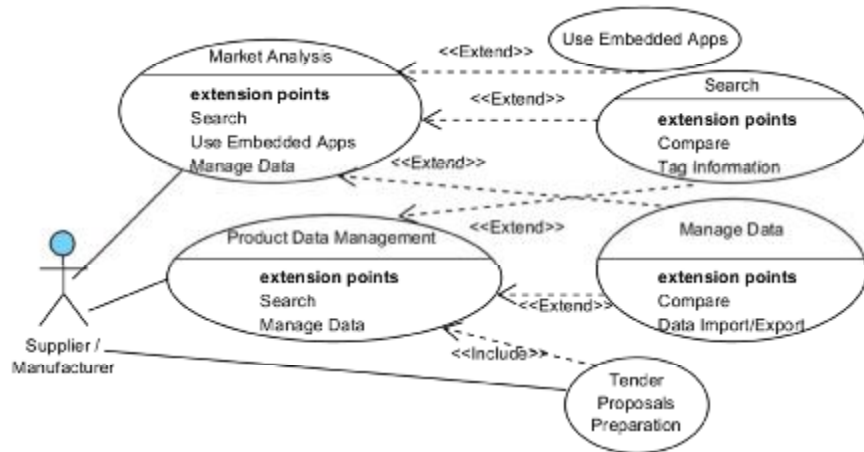 Market Analysis
extension points
Search
Use Embedded Apps
Manage Data
<<Extend>>
Use Embedded Apps
<<Extend>>
Search
extension points
Compare
Tag Information
<<Extend>>
Product Data Management
extension points
Search
Manage Data
<<Extend>>
<<Extend>>
Manage Data
extension points
Compare
Data Import/Export
<<Include>>
Supplier /
Manufacturer
Tender
Proposals
Preparation